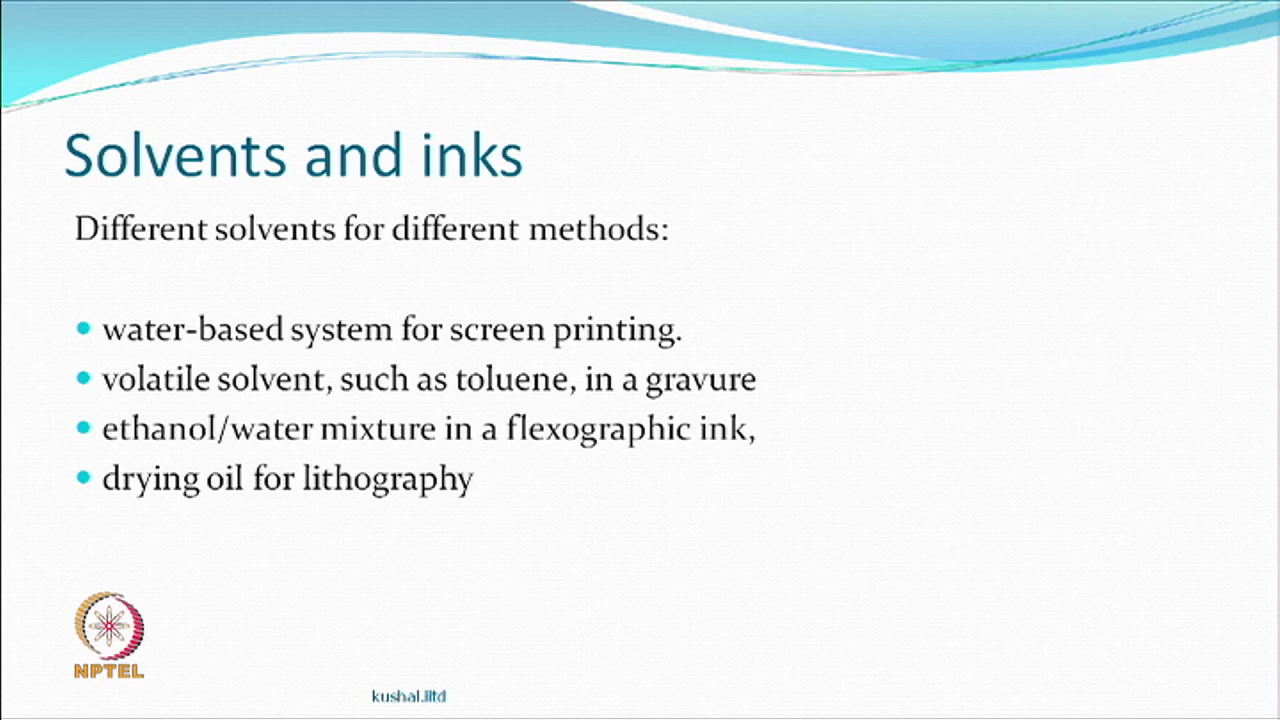 Solvents and inks
Different solvents for different methods:
water-based system for screen printing.
volatile solvent, such as toluene, in a gravure
ethanol/water mixture in a flexographic ink,
drying oil for lithography
NPTEL
kushal.iitd